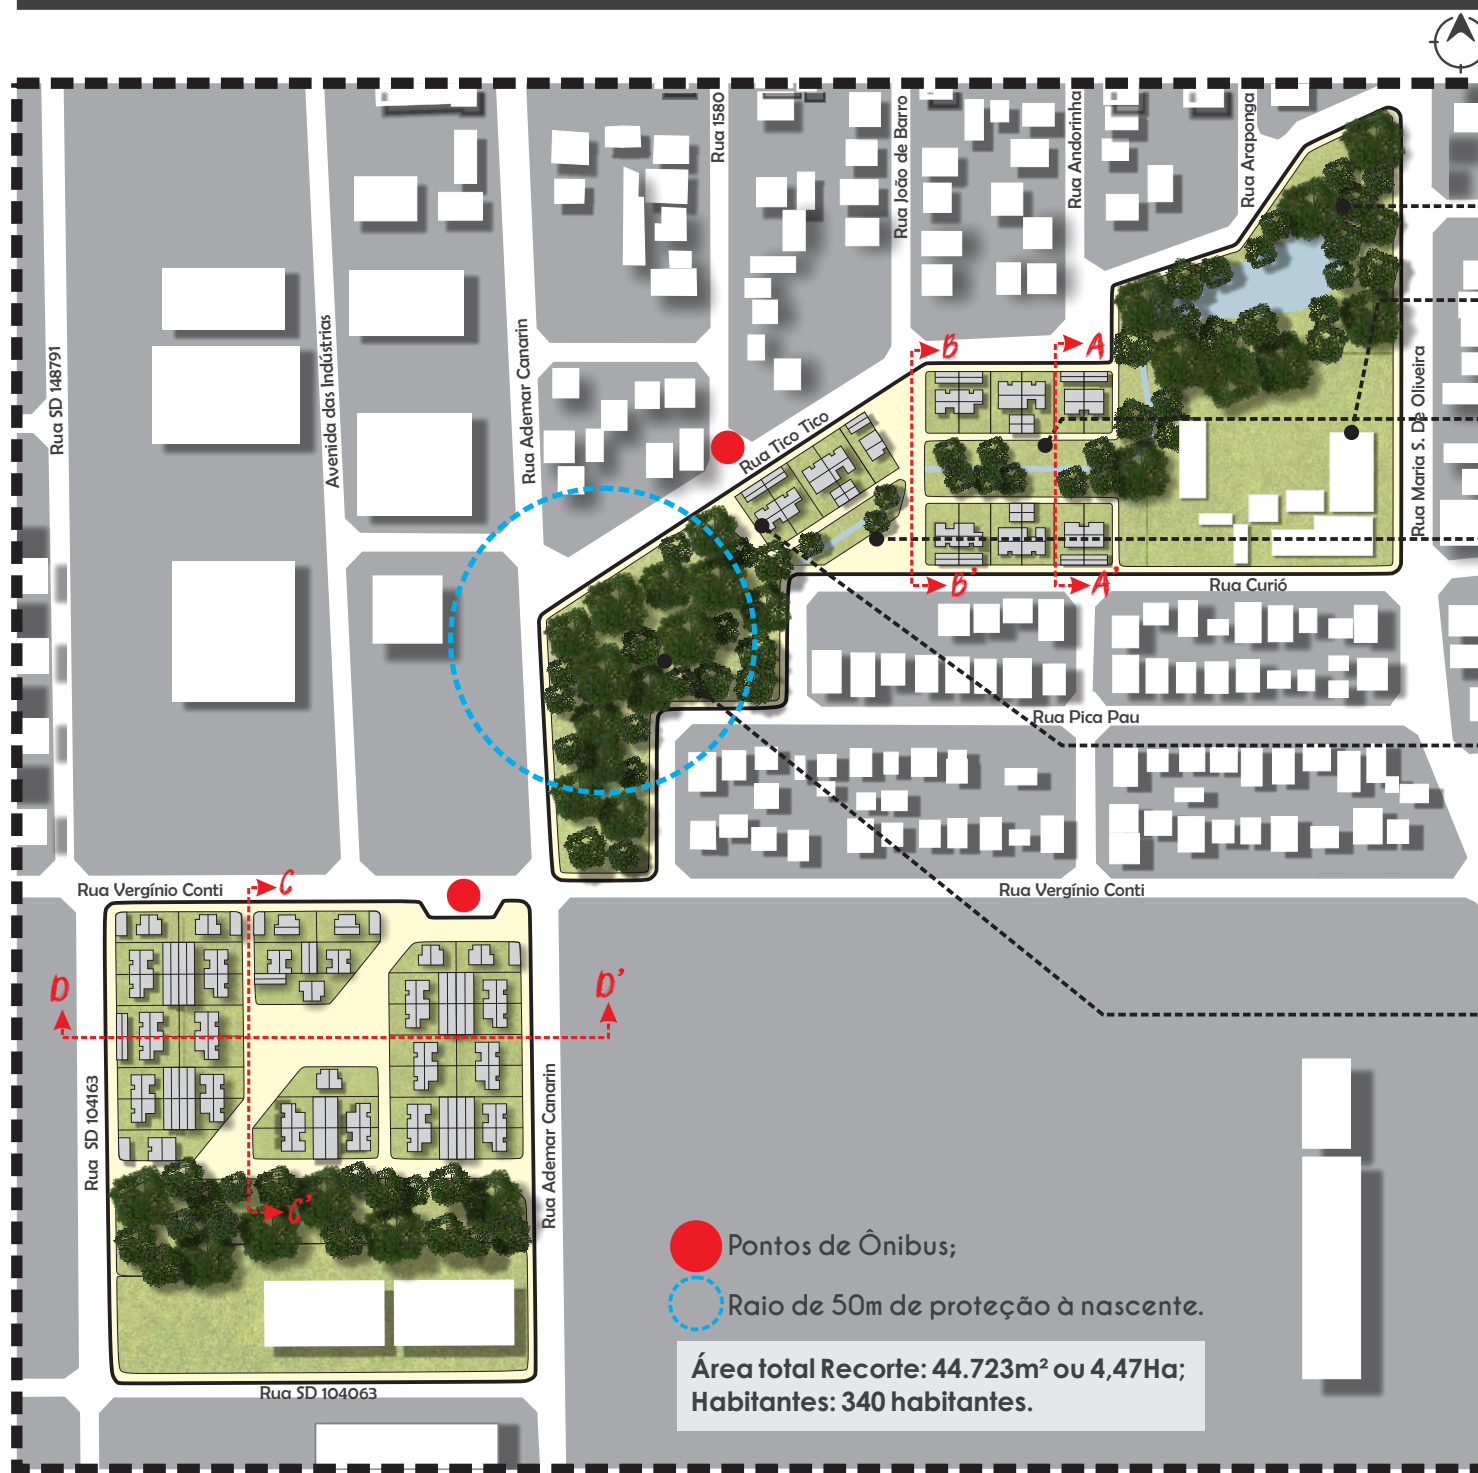 Rua 1580
Rua João de Barro
Rua Andorinha
Rua Araponga
Rua SD 148791
Avenida das Indústrias
Rua Ademar Canarin
Rua Tico Tico
Rua Maria S. De Oliveira
B
A
B'
A'
Rua Curió
Rua Pica Pau
Rua Vergínio Conti
C
Rua Vergínio Conti
D
D'
Rua SD 104163
Rua Ademar Canarin
C'
Pontos de Ônibus;
Raio de 50m de proteção à nascente.
Área total Recorte: 44.723m² ou 4,47Ha;
Habitantes: 340 habitantes.
Rua SD 104063